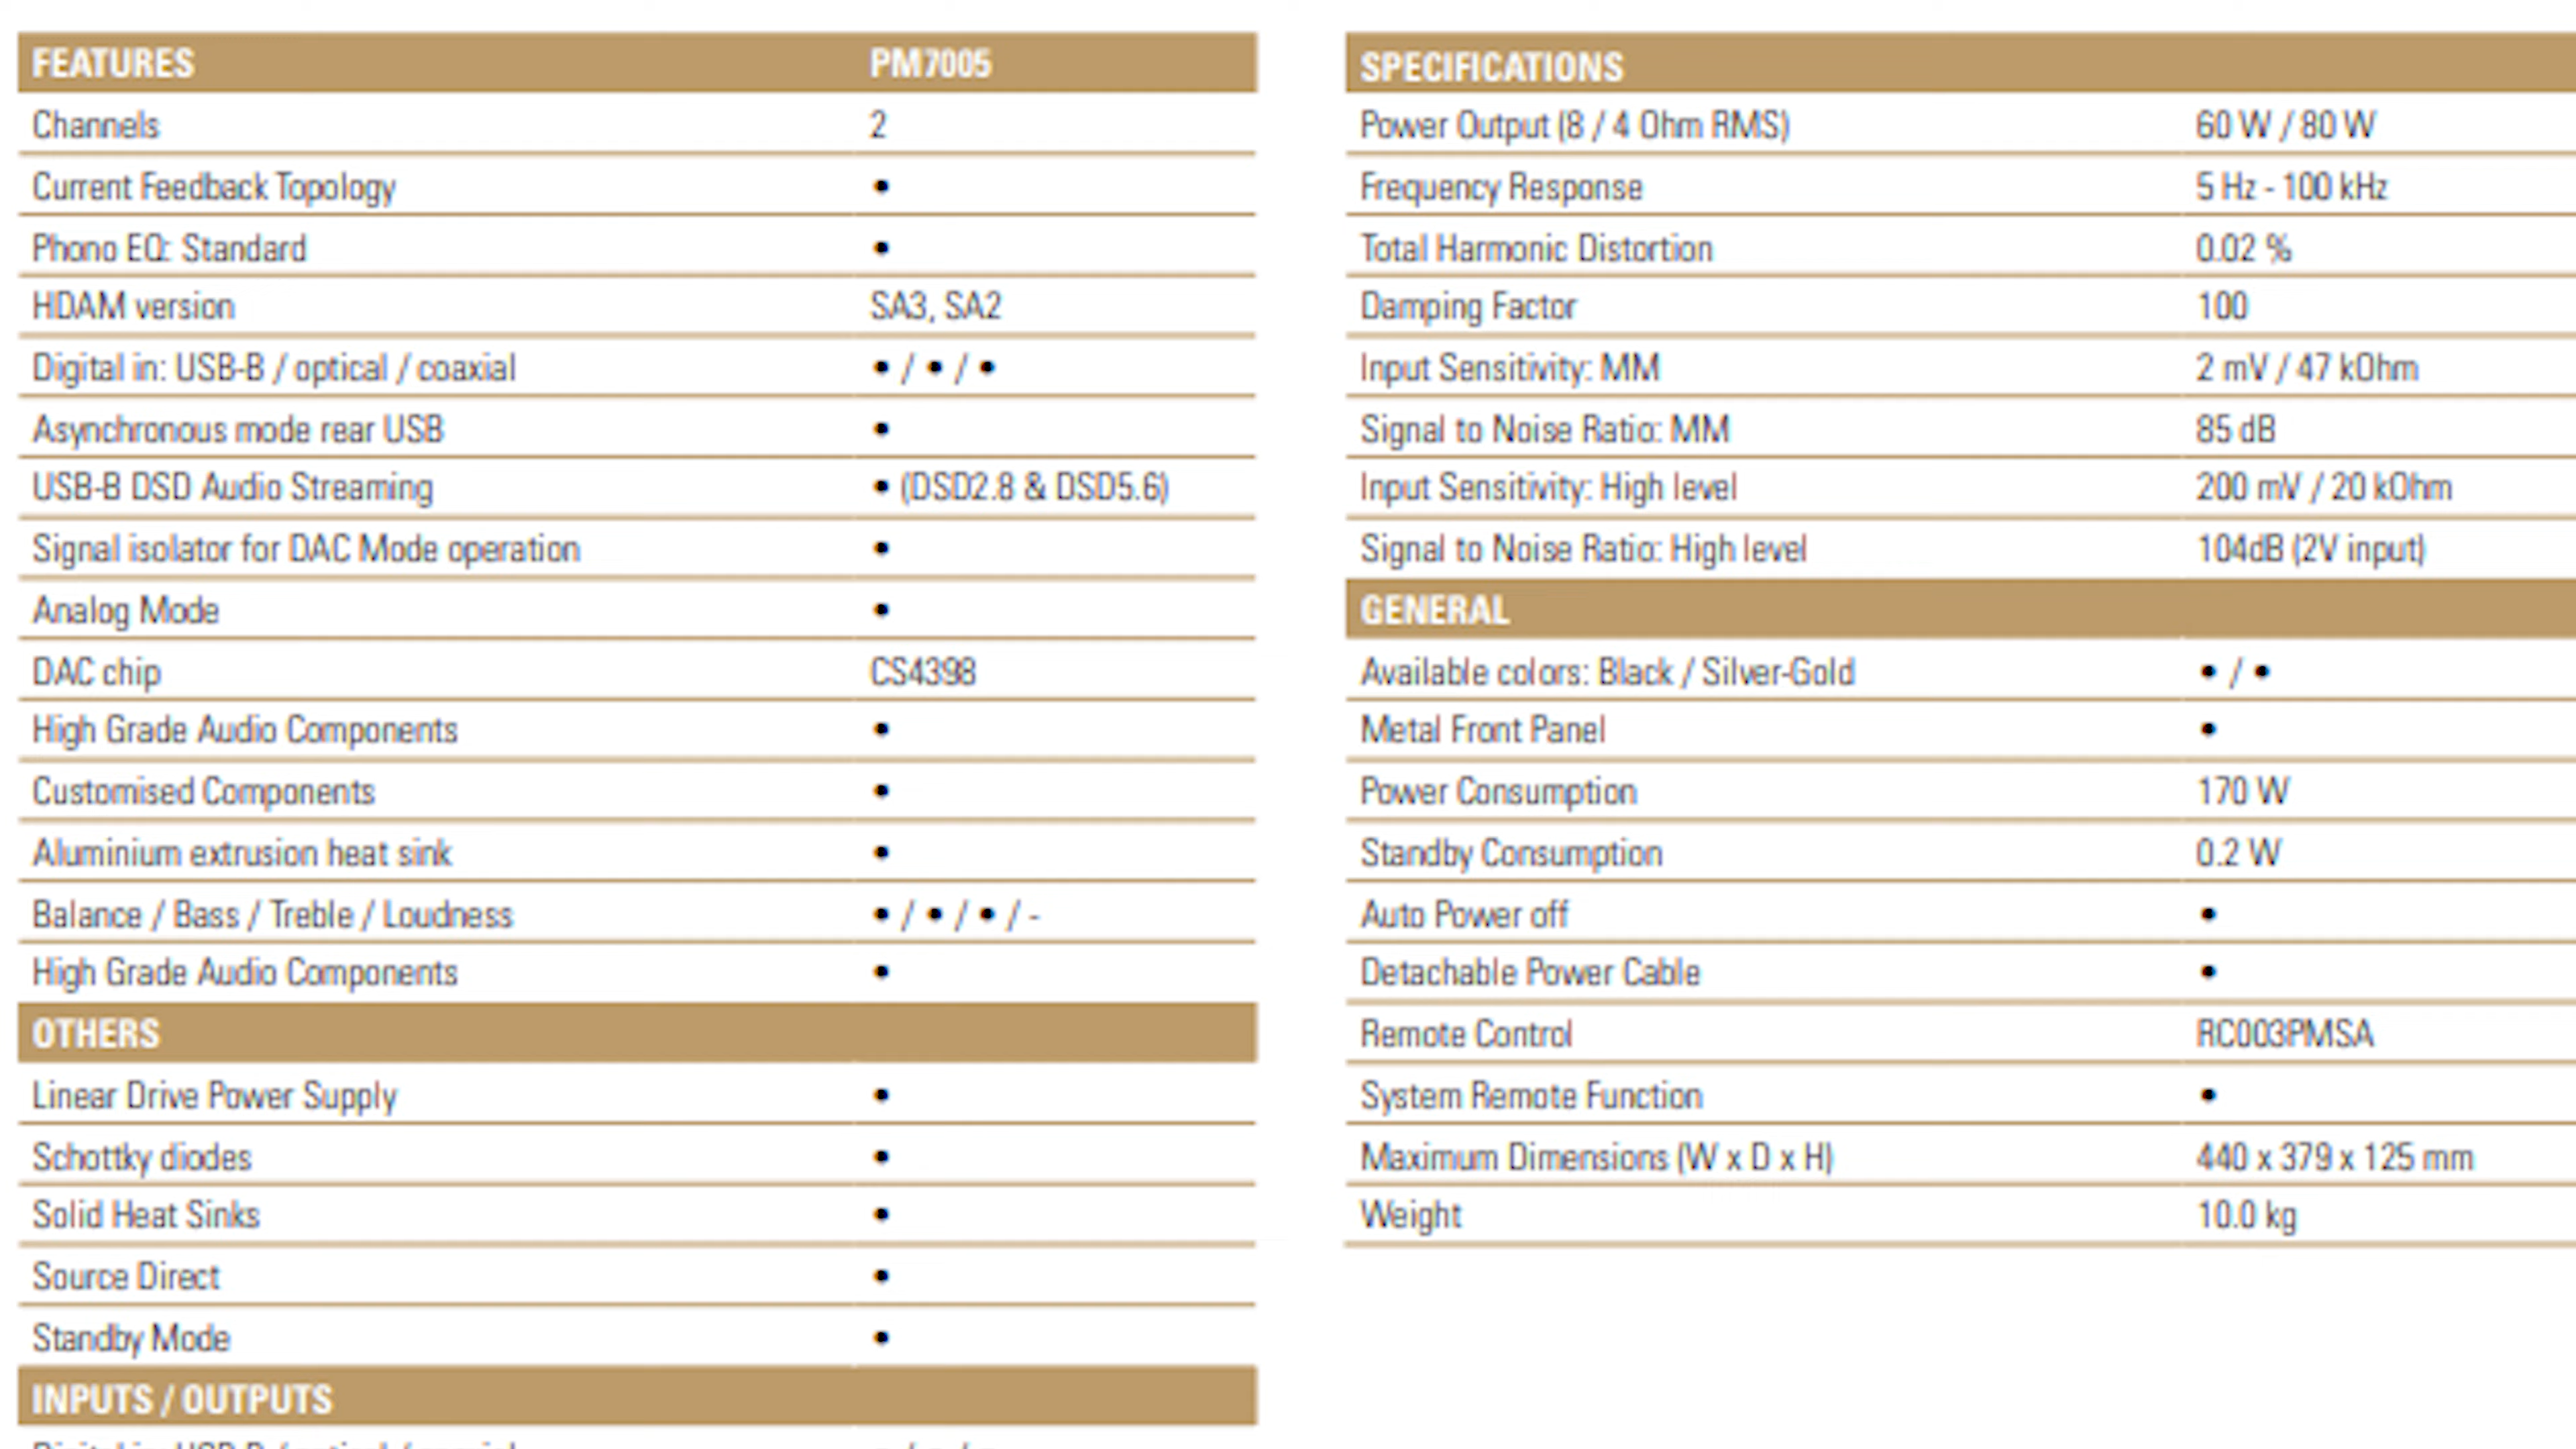 FEATURES PM7005
Channels 2
Current Feedback Topology •
Phono EQ: Standard •
HDAM version SA3, SA2
Digital in: USB-B / optical / coaxial • / • / •
Asynchronous mode rear USB •
USB-B DSD Audio Streaming • (DSD2.8 & DSD5.6)
Signal isolator for DAC Mode operation •
Analog Mode •
DAC chip CS4398
High Grade Audio Components •
Customised Components •
Aluminium extrusion heat sink •
Balance / Bass / Treble / Loudness • / • / • / -
High Grade Audio Components •
OTHERS
Linear Drive Power Supply •
Schottky diodes •
Solid Heat Sinks •
Source Direct •
Standby Mode •
INPUTS / OUTPUTS
SPECIFICATIONS
Power Output (8 / 4 Ohm RMS) 60 W / 80 W
Frequency Response 5 Hz - 100 kHz
Total Harmonic Distortion 0.02 %
Damping Factor 100
Input Sensitivity: MM 2 mV / 47 kOhm
Signal to Noise Ratio: MM 85 dB
Input Sensitivity: High level 200 mV / 20 kOhm
Signal to Noise Ratio: High level 104dB (2V input)
GENERAL
Available colors: Black / Silver-Gold • / •
Metal Front Panel •
Power Consumption 170 W
Standby Consumption 0.2 W
Auto Power off •
Detachable Power Cable •
Remote Control RC003PMSA
System Remote Function •
Maximum Dimensions (W x D x H) 440 x 379 x 125 mm
Weight 10.0 kg